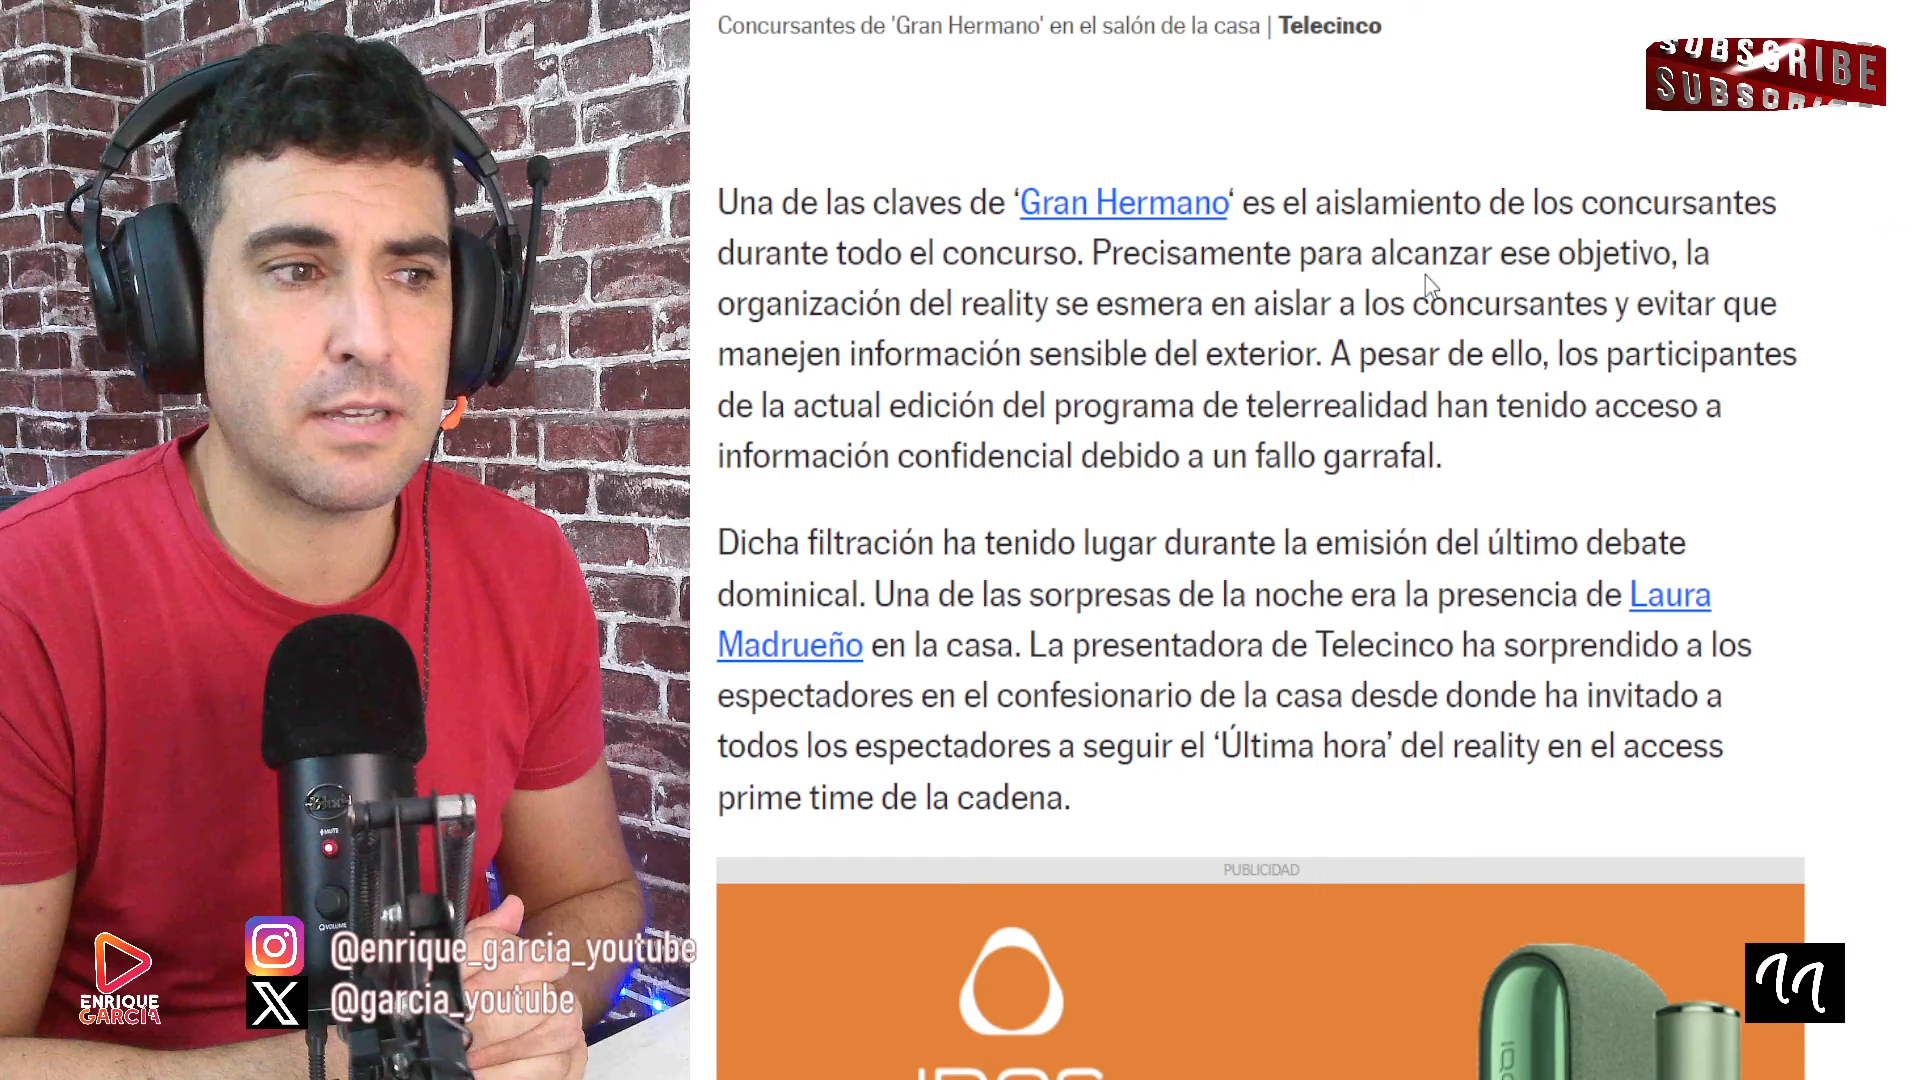 Concursantes de 'Gran Hermano' en el salón de la casa | Telecinco
SUBSCRIBE
SUBSCRIBE
Una de las claves de ‘Gran Hermano‘ es el aislamiento de los concursantes
durante todo el concurso. Precisamente para alcanzar ese objetivo, la
organización del reality se esmera en aislar a los concursantes y evitar que
manejen información sensible del exterior. A pesar de ello, los participantes
de la actual edición del programa de telerrealidad han tenido acceso a
información confidencial debido a un fallo garrafal.
Dicha filtración ha tenido lugar durante la emisión del último debate
dominical. Una de las sorpresas de la noche era la presencia de Laura
Madrueño en la casa. La presentadora de Telecinco ha sorprendido a los
espectadores en el confesionario de la casa desde donde ha invitado a
todos los espectadores a seguir el ‘Última hora’ del reality en el access
prime time de la cadena.
PUBLICIDAD
IQOS
Blue
MUTE
VOLUME
@enrique_garcia_youtube
@garcia_youtube
ENRIQUE
GARCIA